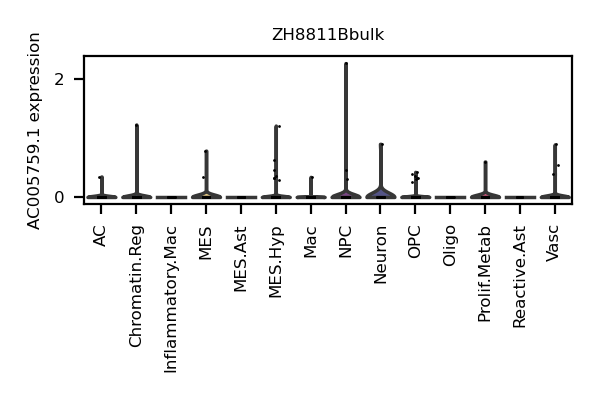 ZH8811Bbulk
AC005759.1 expression
2
0
AC
Chromatin.Reg
Inflammatory.Mac
MES
MES.Ast
MES.Hyp
Mac
NPC
Neuron
OPC
Oligo
Prolif.Metab
Reactive.Ast
Vasc